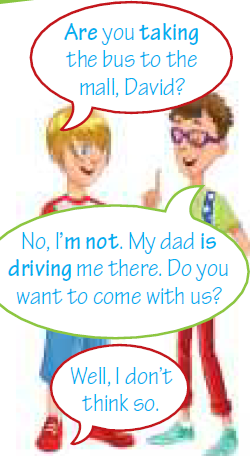 Are you taking
the bus to the
mall, David?
No, I'm not. My dad is
driving me there. Do you
want to come with us?
Well, I don't
think so.